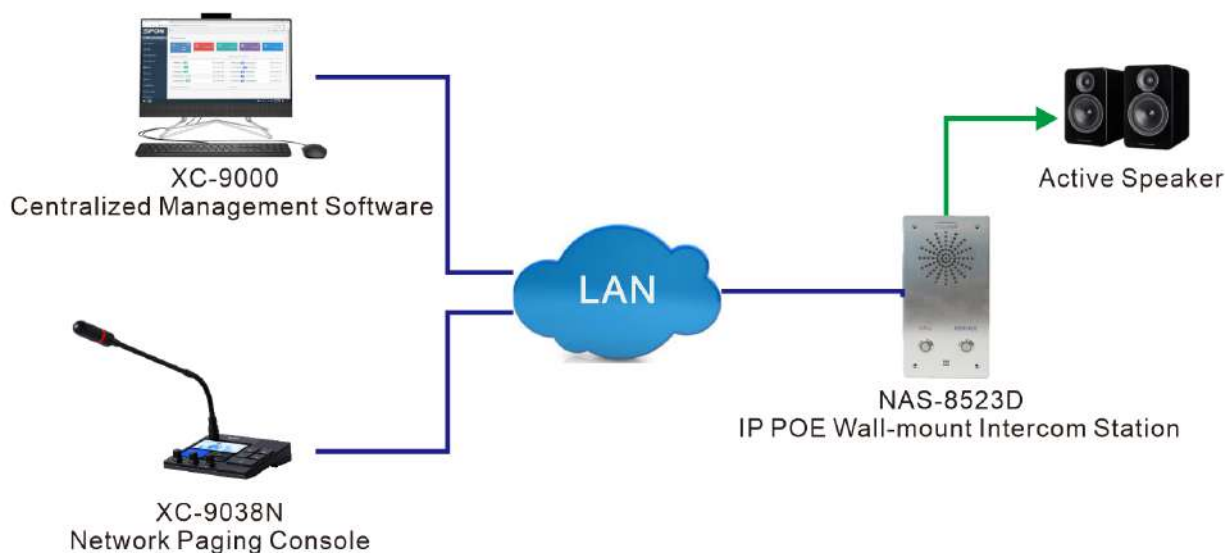 SPON
XC-9000
Centralized Management Software
Active Speaker
LAN
NAS-8523D
IP POE Wall-mount Intercom Station
XC-9038N
Network Paging Console